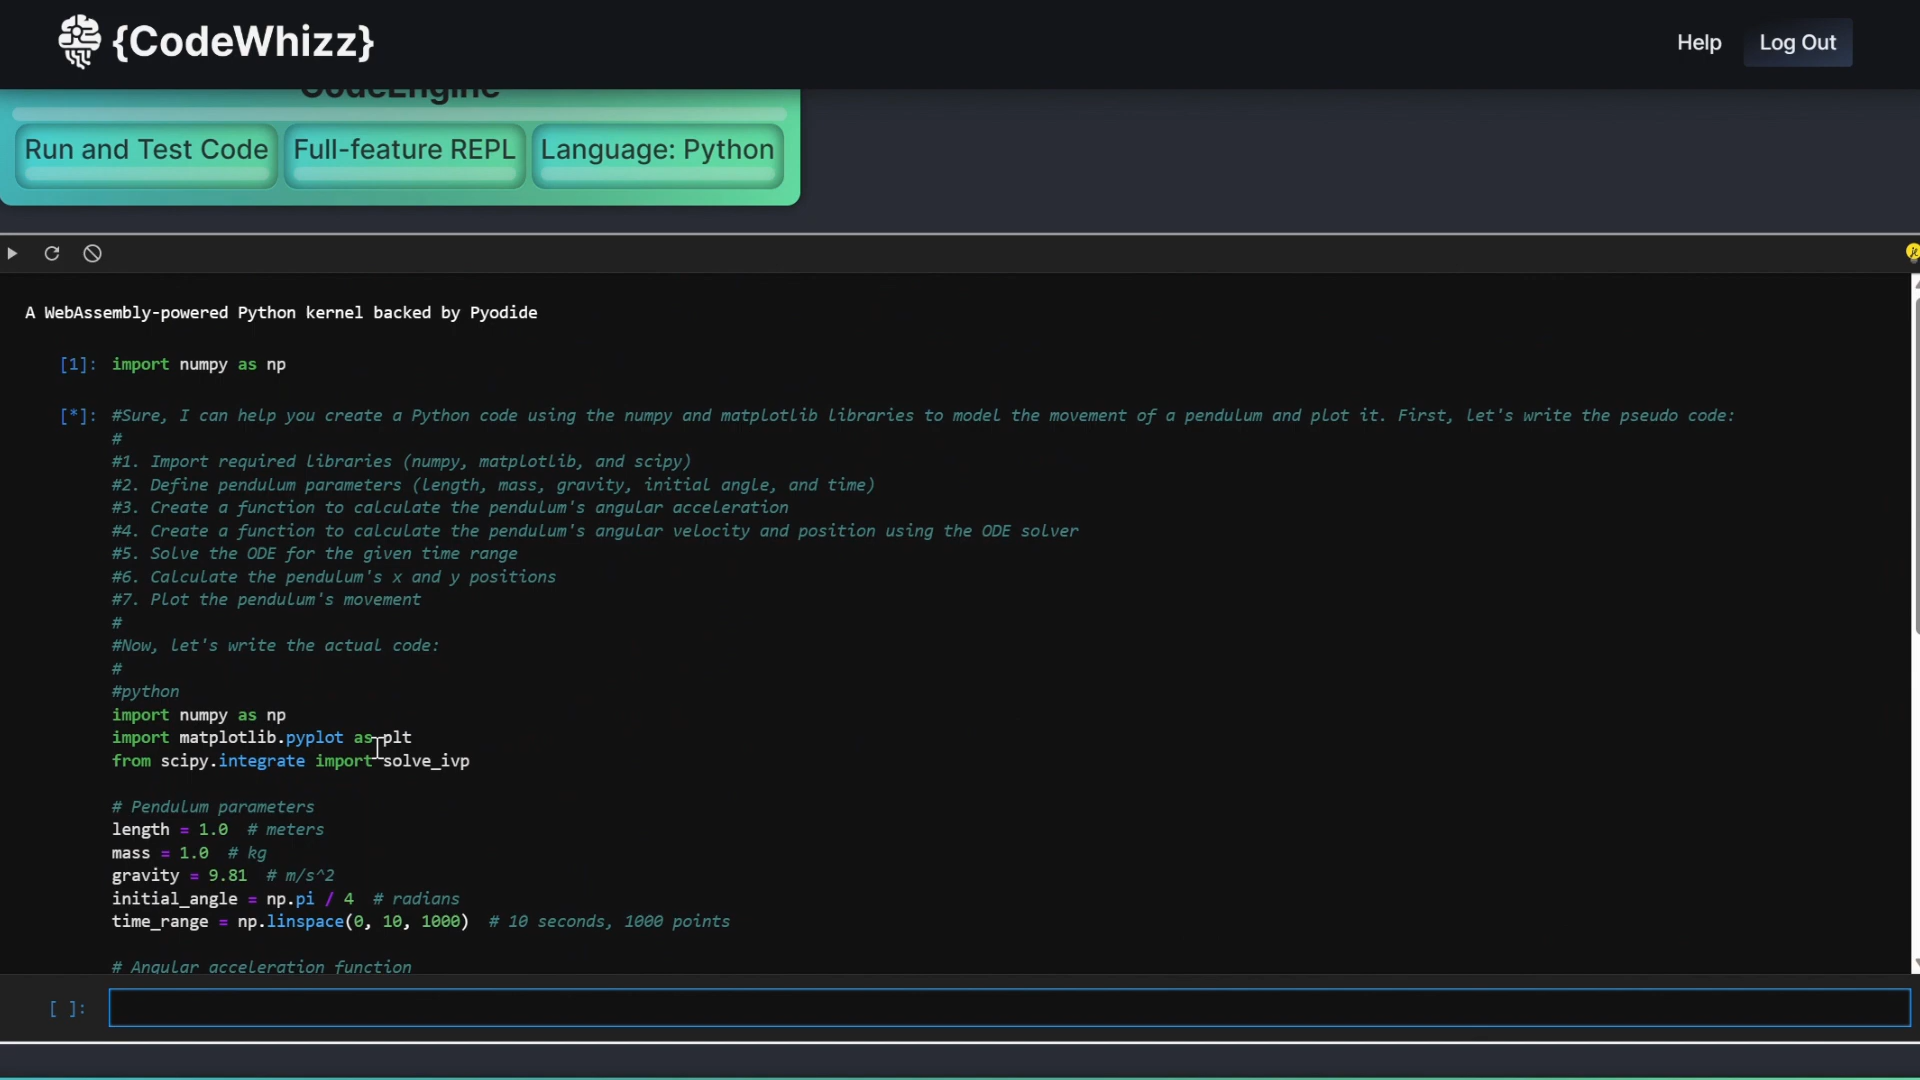 {CodeWhizz}
Help
Log Out
CodeEngine
Run and Test Code
Full-feature REPL
Language: Python
A WebAssembly-powered Python kernel backed by Pyodide
[1]: import numpy as np
[*]: #Sure, I can help you create a Python code using the numpy and matplotlib libraries to model the movement of a pendulum and plot it. First, let's write the pseudo code:
#
#1. Import required libraries (numpy, matplotlib, and scipy)
#2. Define pendulum parameters (length, mass, gravity, initial angle, and time)
#3. Create a function to calculate the pendulum's angular acceleration
#4. Create a function to calculate the pendulum's angular velocity and position using the ODE solver
#5. Solve the ODE for the given time range
#6. Calculate the pendulum's x and y positions
#7. Plot the pendulum's movement
#
#Now, let's write the actual code:
#
#python
import numpy as np
import matplotlib.pyplot as plt
from scipy.integrate import solve_ivp
# Pendulum parameters
length = 1.0  # meters
mass = 1.0  # kg
gravity = 9.81  # m/s^2
initial_angle = np.pi / 4  # radians
time_range = np.linspace(0, 10, 1000)  # 10 seconds, 1000 points
# Angular acceleration function
[ ]: